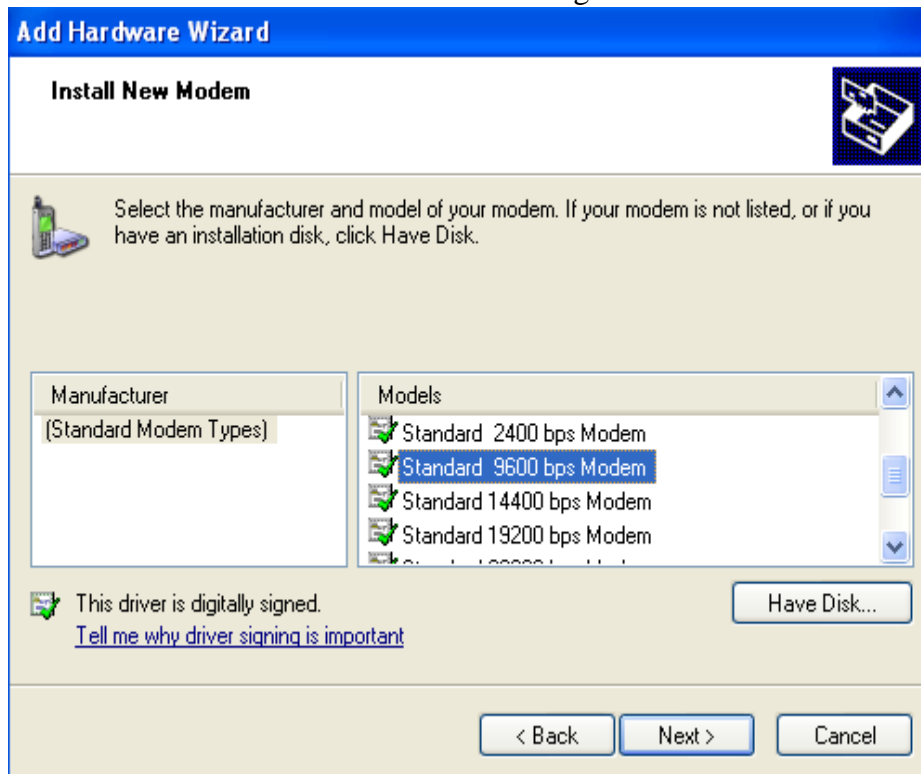 Add Hardware Wizard
Install New Modem
Select the manufacturer and model of your modem. If your modem is not listed, or if you
have an installation disk, click Have Disk.
Manufacturer
(Standard Modem Types)
Models
Standard 2400 bps Modem
Standard 9600 bps Modem
Standard 14400 bps Modem
Standard 19200 bps Modem
This driver is digitally signed.
Tell me why driver signing is important
Have Disk...
< Back
Next >
Cancel